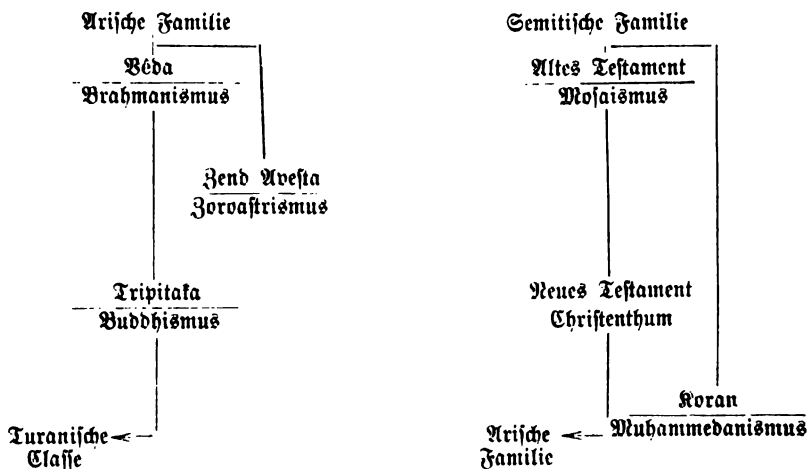 Arische Familie
Vêda
Brahmanismus
Zend Avesta
Zoroastrismus
Tripitaka
Buddhismus
Turanische
Classe
Semitische Familie
Altes Testament
Mosaismus
Neues Testament
Christenthum
Koran
Muhammedanismus
Arische
Familie